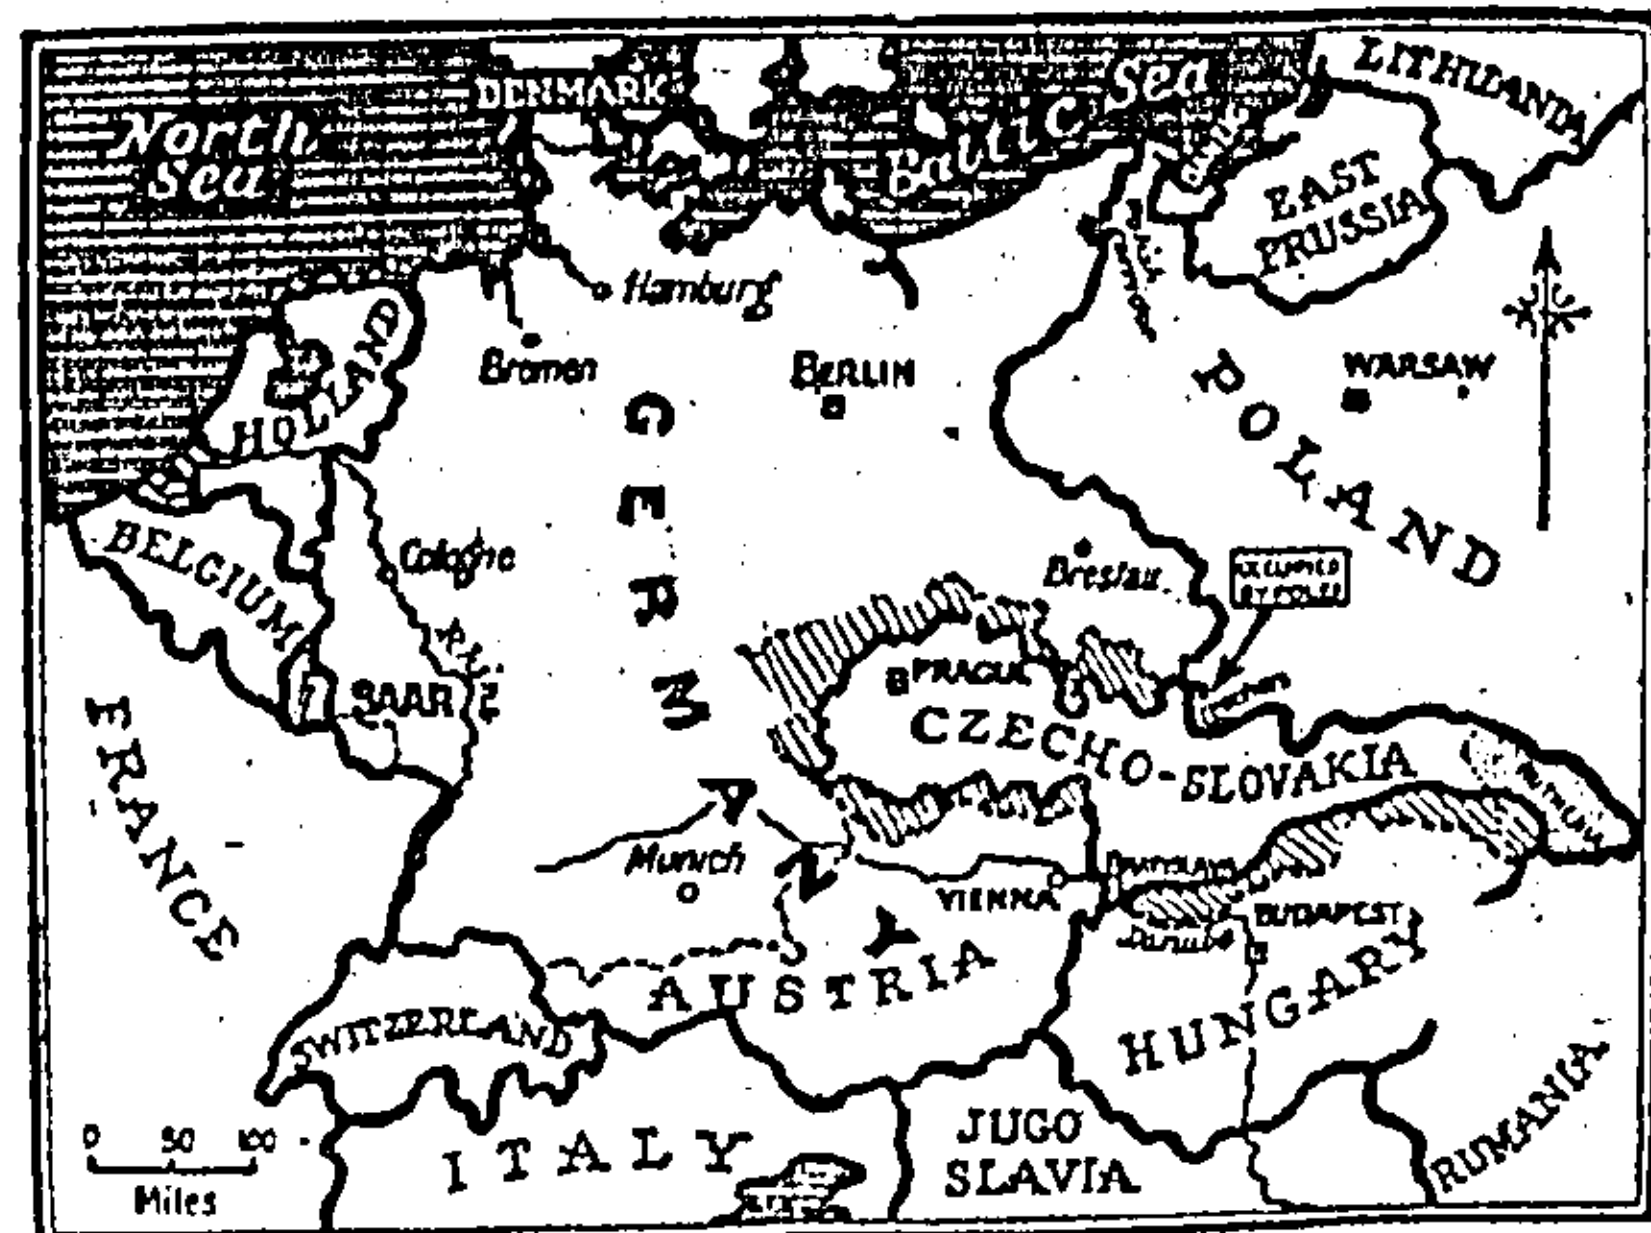 DENMARK
Sea
LITHUANDA
North
Sea
Baltic
EAST
PRUSSIA
Hamburg
HOLLAND
Bremen
BERLIN
WARSAW
POLAND
GERMANY
BELGIUM
Cologne
Breslau
OCCUPIED
BY POLES
PRAGUE
SAAR
CZECHO-SLOVAKIA
FRANCE
Munich
VIENNA
BRATISLAVA
BUDAPEST
Danube
AUSTRIA
HUNGARY
SWITZERLAND
RUMANIA
0 50 100
Miles
ITALY
JUGO
SLAVIA